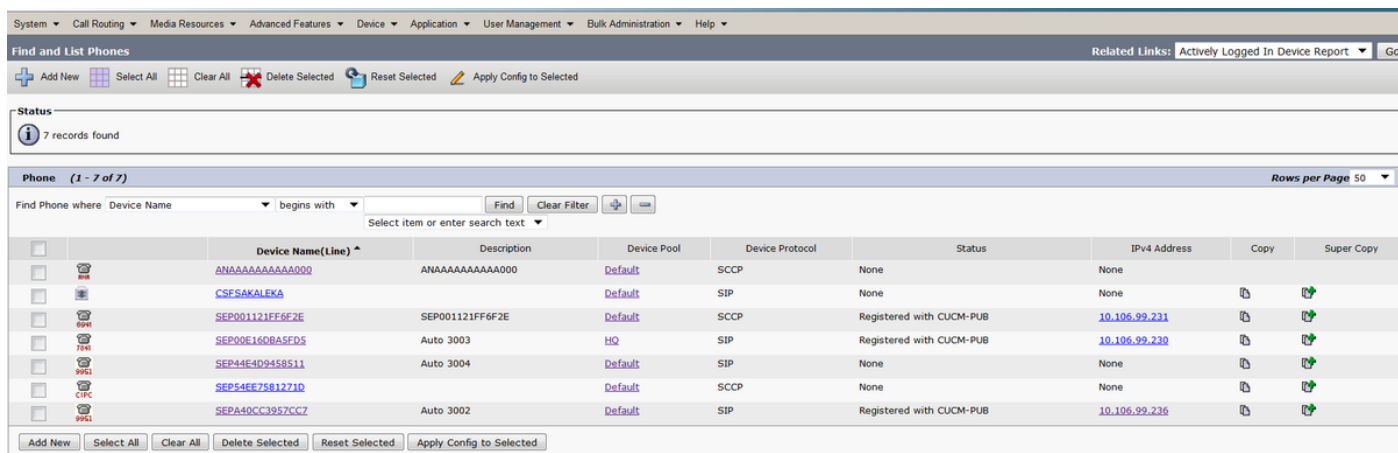 System Call Routing Media Resources Advanced Features Device Application User Management Bulk Administration Help
Find and List Phones Related Links: Actively Logged In Device Report Go
Add New Select All Clear All Delete Selected Reset Selected Apply Config to Selected
Status
7 records found
Phone (1 - 7 of 7) Rows per Page 50
Find Phone where Device Name begins with Find Clear Filter
Select item or enter search text
Device Name(Line) Description Device Pool Device Protocol Status IPv4 Address Copy Super Copy
ANAAAAAAAAAA000 ANAAAAAAAAAA000 Default SCCP None None
CSFSAKALEKA Default SIP None None
6941 SEP001121FF6F2E SEP001121FF6F2E Default SCCP Registered with CUCM-PUB 10.106.99.231
7841 SEP00E16DBA5FD5 Auto 3003 HQ SIP Registered with CUCM-PUB 10.106.99.230
9951 SEP44E4D9458511 Auto 3004 Default SIP None None
CIPC SEP54EE7581271D Default SCCP None None
9951 SEPA40CC3957CC7 Auto 3002 Default SIP Registered with CUCM-PUB 10.106.99.236
Add New Select All Clear All Delete Selected Reset Selected Apply Config to Selected